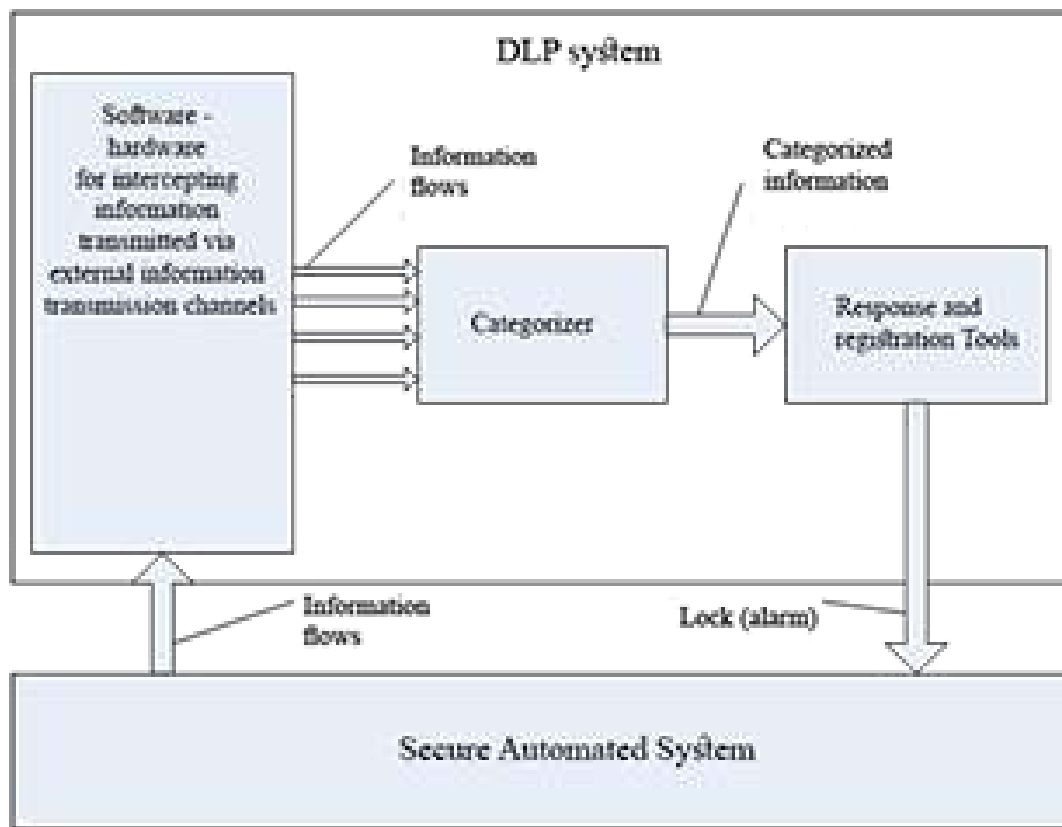 DLP system
Software -
hardware
for intercepting
information
transmitted via
external information
transmission channels
Information
flows
Categorized
information
Categorizer
Response and
registration Tools
Information
flows
Lock (alarm)
Secure Automated System